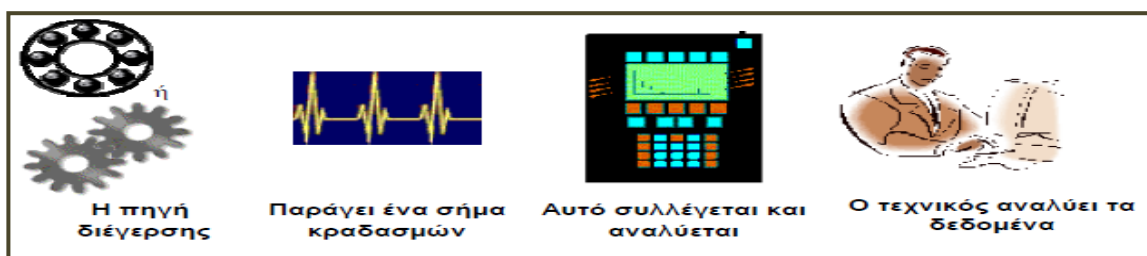 ή
Η πηγή
διέγερσης
Παράγει ένα σήμα
κραδασμών
Αυτό συλλέγεται και
αναλύεται
Ο τεχνικός αναλύει τα
δεδομένα